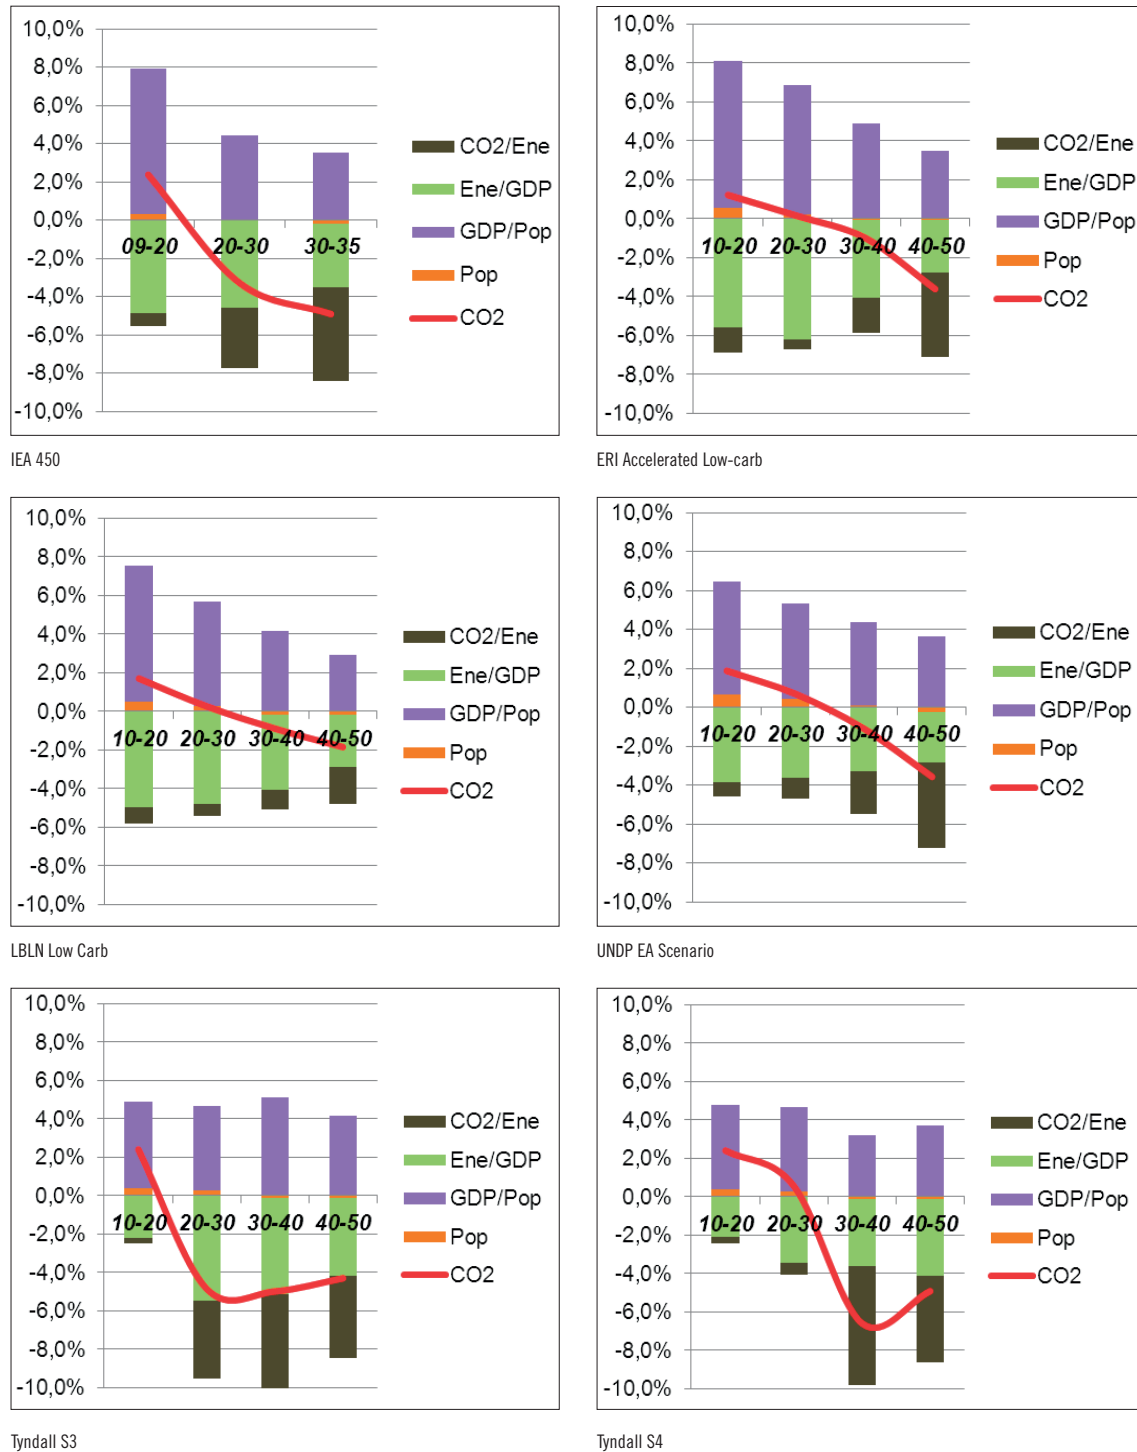 10,0%
8,0%
6,0%
4,0%
2,0%
0,0%
-2,0%
-4,0%
-6,0%
-8,0%
-10,0%
09-20 20-30 30-35
CO2/Ene
Ene/GDP
GDP/Pop
Pop
CO2
IEA 450
10,0%
8,0%
6,0%
4,0%
2,0%
0,0%
-2,0%
-4,0%
-6,0%
-8,0%
-10,0%
10-20 20-30 30-40 40-50
CO2/Ene
Ene/GDP
GDP/Pop
Pop
CO2
ERI Accelerated Low-carb
10,0%
8,0%
6,0%
4,0%
2,0%
0,0%
-2,0%
-4,0%
-6,0%
-8,0%
-10,0%
10-20 20-30 30-40 40-50
CO2/Ene
Ene/GDP
GDP/Pop
Pop
CO2
LBLN Low Carb
10,0%
8,0%
6,0%
4,0%
2,0%
0,0%
-2,0%
-4,0%
-6,0%
-8,0%
-10,0%
10-20 20-30 30-40 40-50
CO2/Ene
Ene/GDP
GDP/Pop
Pop
CO2
UNDP EA Scenario
10,0%
8,0%
6,0%
4,0%
2,0%
0,0%
-2,0%
-4,0%
-6,0%
-8,0%
-10,0%
10-20 20-30 30-40 40-50
CO2/Ene
Ene/GDP
GDP/Pop
Pop
CO2
Tyndall S3
10,0%
8,0%
6,0%
4,0%
2,0%
0,0%
-2,0%
-4,0%
-6,0%
-8,0%
-10,0%
10-20 20-30 30-40 40-50
CO2/Ene
Ene/GDP
GDP/Pop
Pop
CO2
Tyndall S4